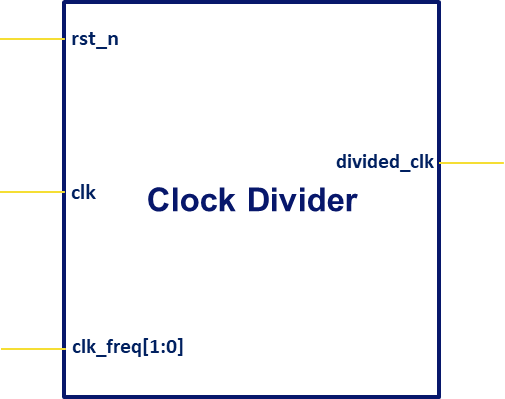 rst_n
divided_clk
clk
Clock Divider
clk_freq[1:0]